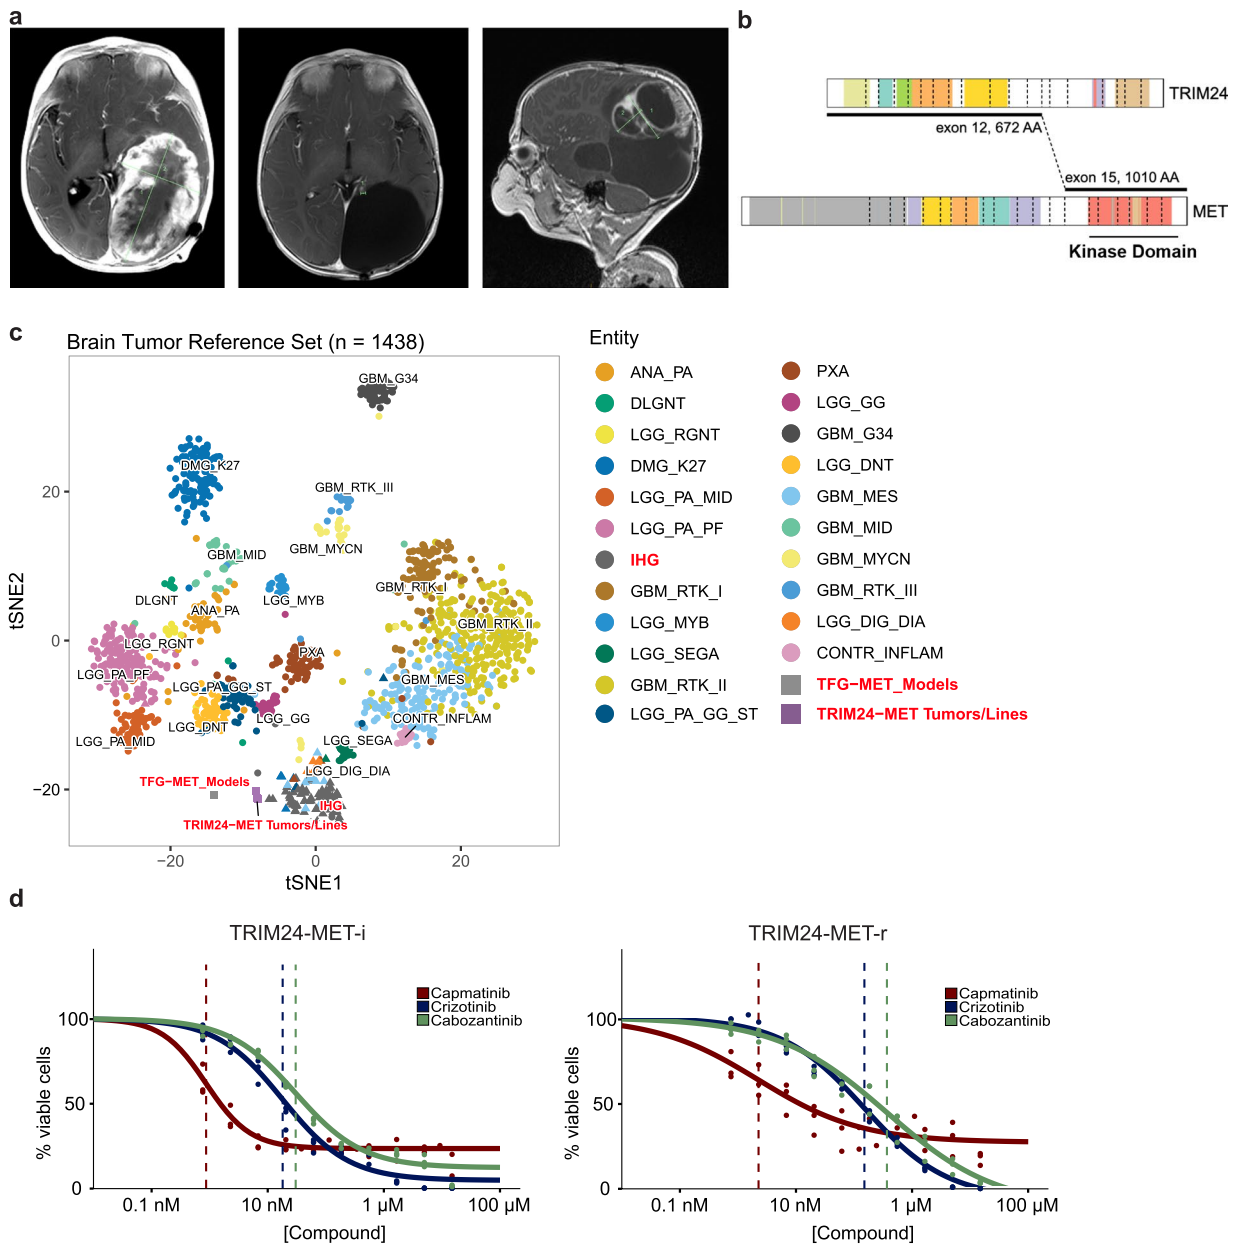 a
b
TRIM24
exon 12, 672 AA
exon 15, 1010 AA
MET
Kinase Domain
c
Brain Tumor Reference Set (n = 1438)
GBM_G34
DMG_K27
GBM_RTK_III
GBM_MYCN
GBM_MID
GBM_RTK_I
DLGNT
LGG_MYB
ANA_PA
GBM_RTK_II
LGG_RGNT
PXA
LGG_PA_PF
GBM_MES
LGG_PA_GG_ST
LGG_GG
CONTR_INFLAM
LGG_DNT
LGG_PA_MID
LGG_SEGA
LGG_DIG_DIA
TFG−MET_Models
IHG
TRIM24−MET Tumors/Lines
20
0
−20
tSNE2
−20
0
20
tSNE1
Entity
ANA_PA
DLGNT
LGG_RGNT
DMG_K27
LGG_PA_MID
LGG_PA_PF
IHG
GBM_RTK_I
LGG_MYB
LGG_SEGA
GBM_RTK_II
LGG_PA_GG_ST
PXA
LGG_GG
GBM_G34
LGG_DNT
GBM_MES
GBM_MID
GBM_MYCN
GBM_RTK_III
LGG_DIG_DIA
CONTR_INFLAM
TFG−MET_Models
TRIM24−MET Tumors/Lines
d
TRIM24-MET-i
Capmatinib
Crizotinib
Cabozantinib
100
50
0
% viable cells
0.1 nM
10 nM
1 µM
100 µM
[Compound]
TRIM24-MET-r
Capmatinib
Crizotinib
Cabozantinib
100
50
0
% viable cells
0.1 nM
10 nM
1 µM
100 µM
[Compound]